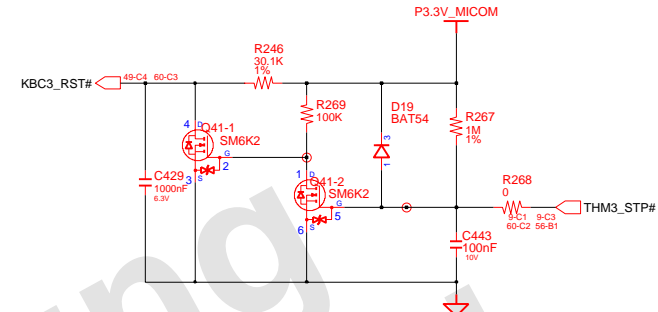 P3.3V_MICOM
KBC3_RST#
49-C4 60-C3
R246
30.1K
1%
R269
100K
D19
BAT54
3
1
R267
1M
1%
4
D
Q41-1
SM6K2
G
2
3
S
C429
1000nF
6.3V
1
D
Q41-2
SM6K2
G
5
6
S
R268
0
9-C1 9-C3
60-C2 56-B1
THM3_STP#
C443
100nF
10V
ng